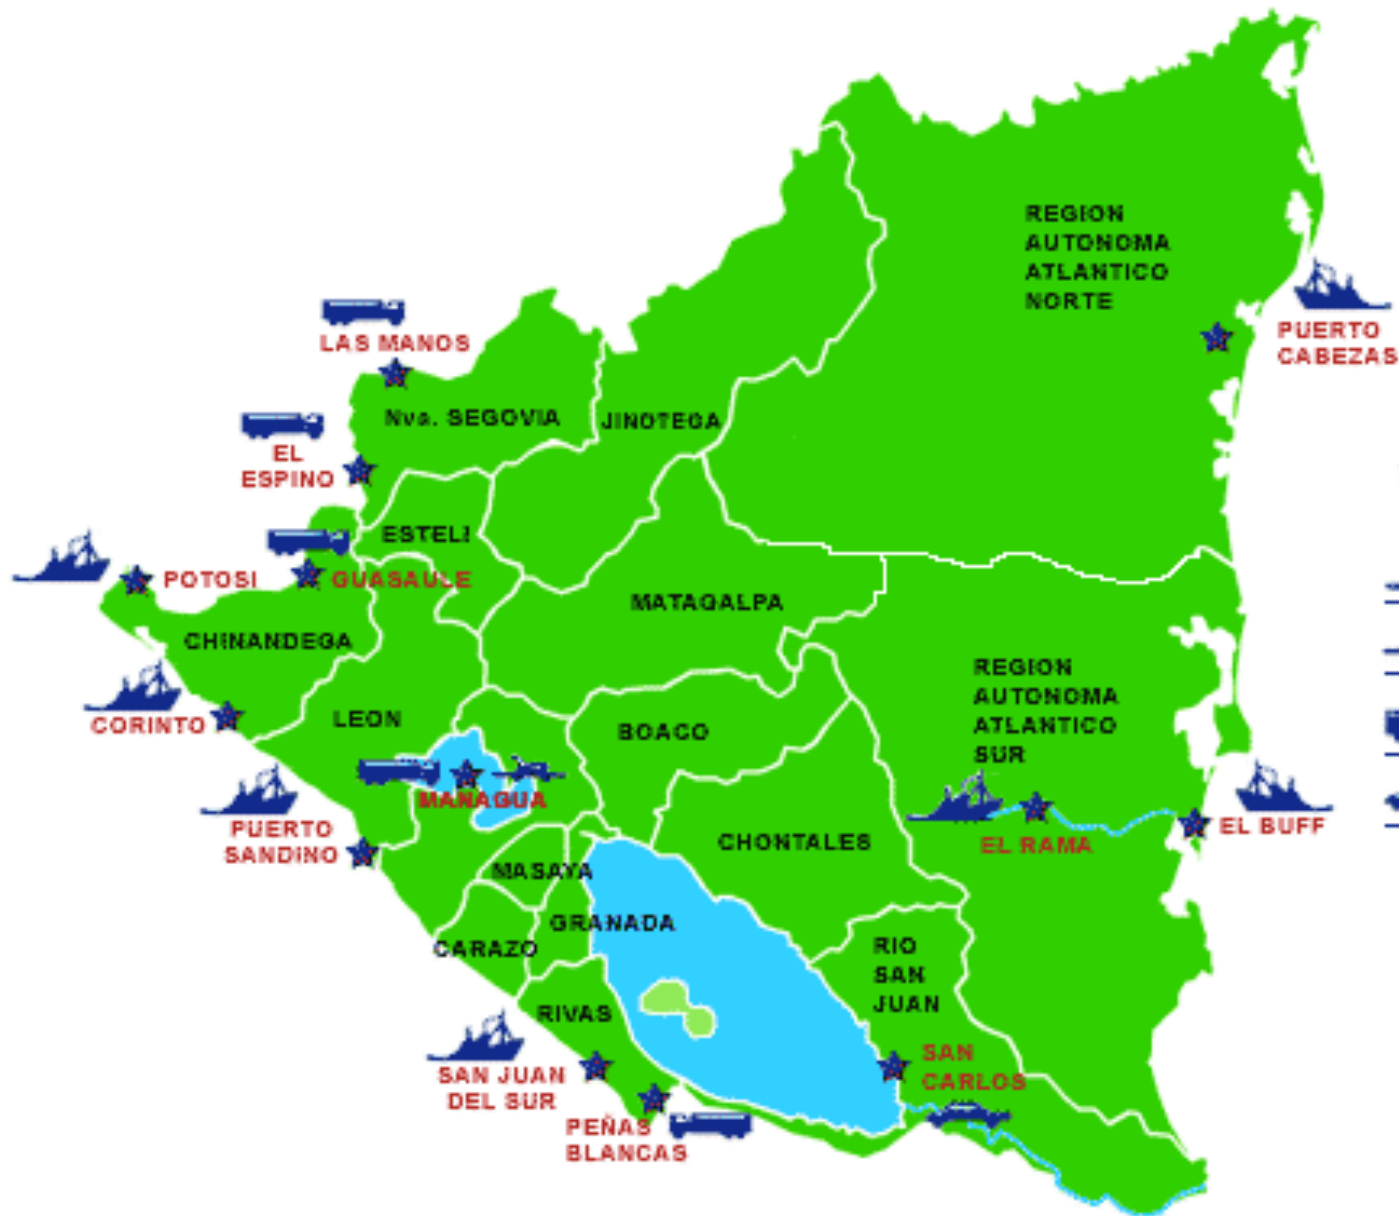 REGION
AUTONOMA
ATLANTICO
NORTE
PUERTO
CABEZAS
LAS MANOS
Nva. SEGOVIA
JINOTEGA
EL
ESPINO
ESTELI
POTOSI
GUASAULE
MATAGALPA
CHINANDEGA
REGION
AUTONOMA
ATLANTICO
SUR
CORINTO
LEON
BOACO
MANAGUA
PUERTO
SANDINO
EL BUFF
EL RAMA
CHONTALES
MASAYA
GRANADA
CARAZO
RIO
SAN
JUAN
RIVAS
SAN
CARLOS
SAN JUAN
DEL SUR
PEÑAS
BLANCAS